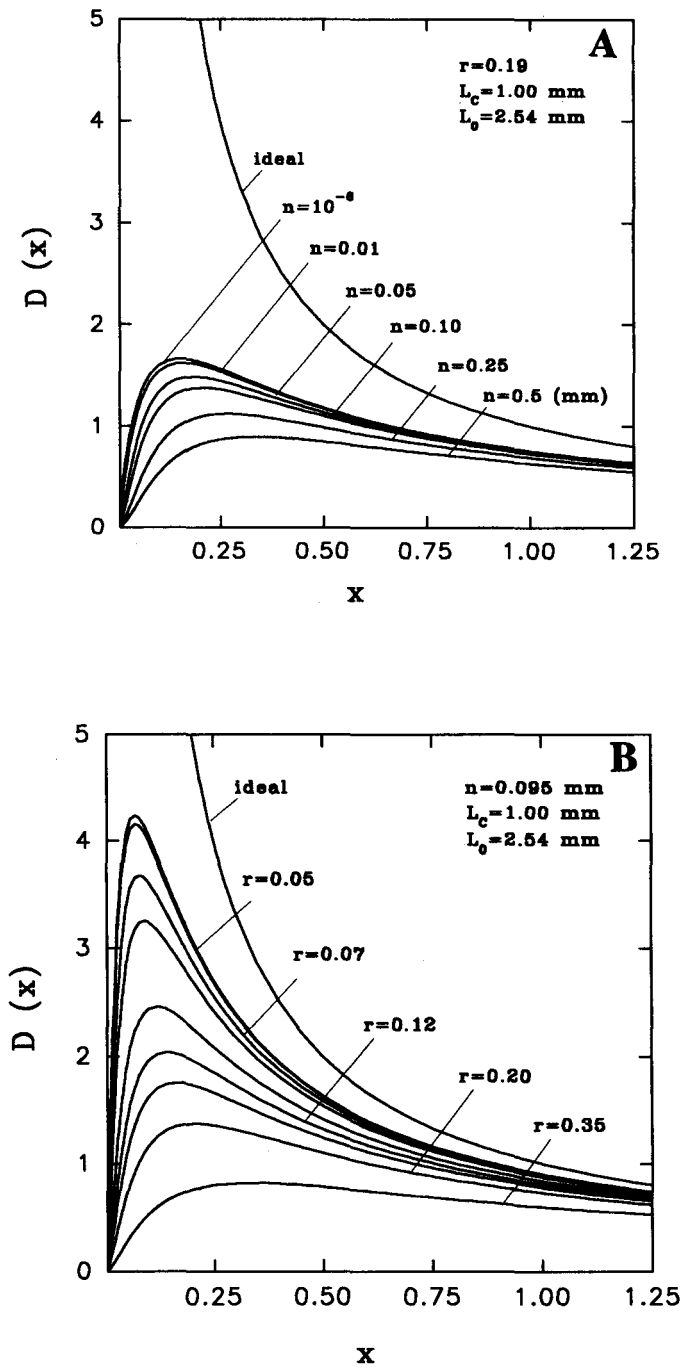 A
r=0.19
L_C=1.00 mm
L_0=2.54 mm
ideal
n=10⁻⁶
n=0.01
n=0.05
n=0.10
n=0.25
n=0.5 (mm)
D (x)
5
4
3
2
1
0
0.25 0.50 0.75 1.00 1.25
x
B
n=0.095 mm
L_C=1.00 mm
L_0=2.54 mm
ideal
r=0.05
r=0.07
r=0.12
r=0.20
r=0.35
D (x)
5
4
3
2
1
0
0.25 0.50 0.75 1.00 1.25
x